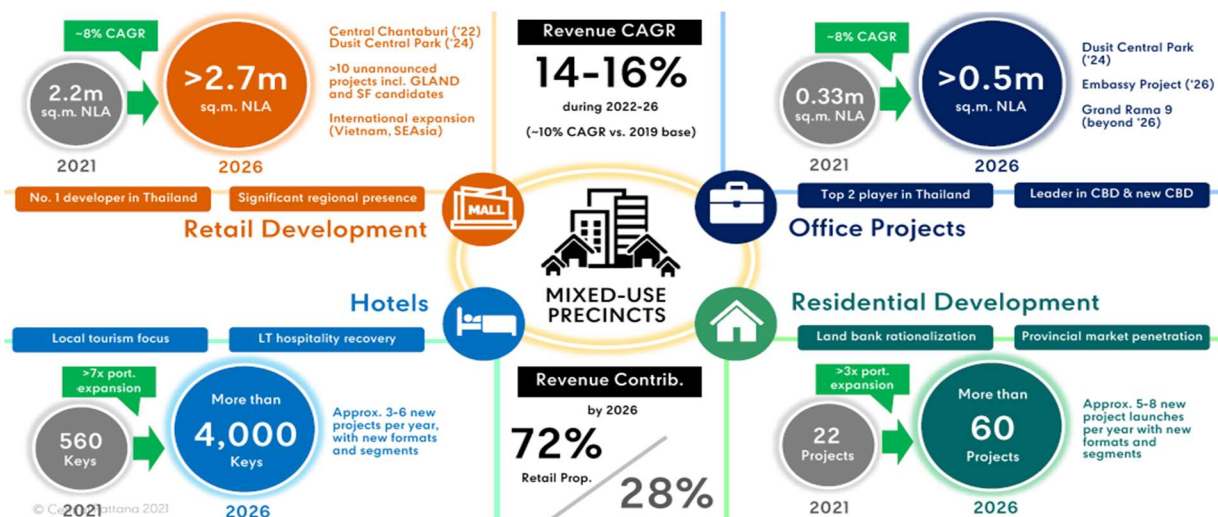 ~8% CAGR
2.2m
sq.m. NLA
2021
>2.7m
sq.m. NLA
2026
Central Chantaburi ('22)
Dusit Central Park ('24)
>10 unannounced
projects incl. GLAND
and SF candidates
International expansion
(Vietnam, SEAsia)
No. 1 developer in Thailand
Significant regional presence
Retail Development
MALL
Revenue CAGR
14-16%
during 2022-26
(~10% CAGR vs. 2019 base)
~8% CAGR
0.33m
sq.m. NLA
2021
>0.5m
sq.m. NLA
2026
Dusit Central Park
('24)
Embassy Project ('26)
Grand Rama 9
(beyond '26)
Top 2 player in Thailand
Leader in CBD & new CBD
Office Projects
MIXED-USE
PRECINCTS
Hotels
Local tourism focus
LT hospitality recovery
>7x port.
expansion
560
Keys
2021
More than
4,000
Keys
2026
Approx. 3-6 new
projects per year,
with new formats
and segments
Revenue Contrib.
by 2026
72%
Retail Prop.
28%
Residential Development
Land bank rationalization
Provincial market penetration
>3x port.
expansion
22
Projects
2021
More than
60
Projects
2026
Approx. 5-8 new
project launches
per year with new
formats and
segments
© Central Pattana 2021